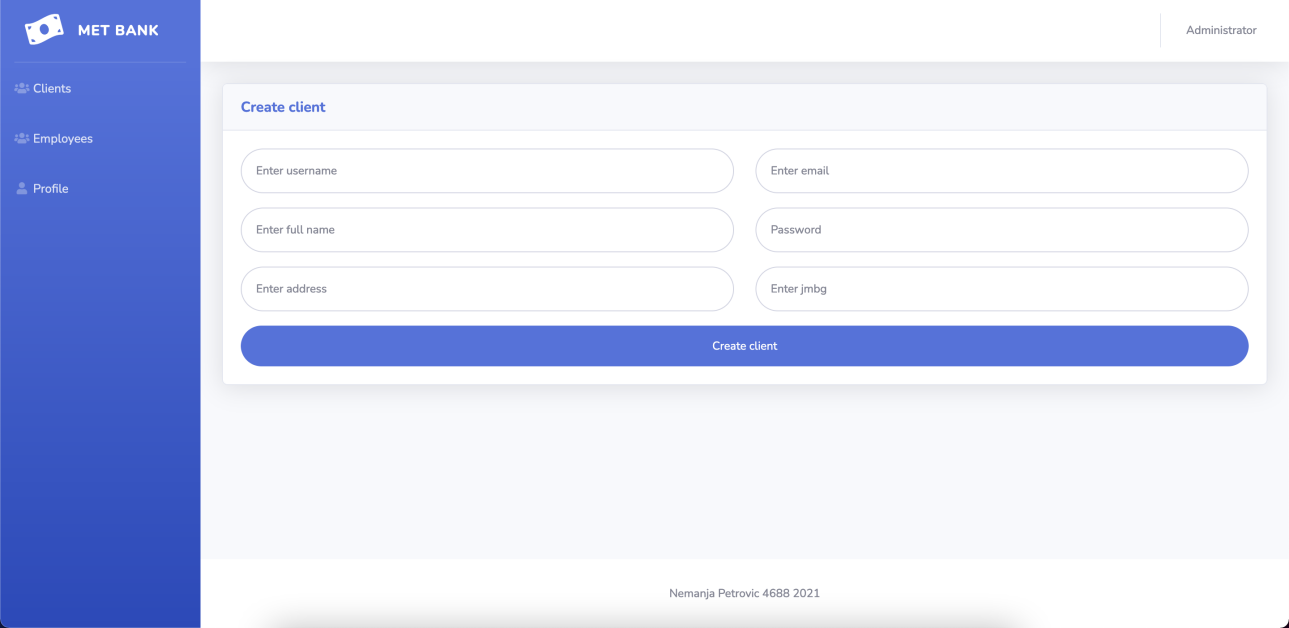 MET BANK
Administrator
Clients
Employees
Profile
Create client
Enter username
Enter email
Enter full name
Password
Enter address
Enter jmbg
Create client
Nemanja Petrovic 4688 2021